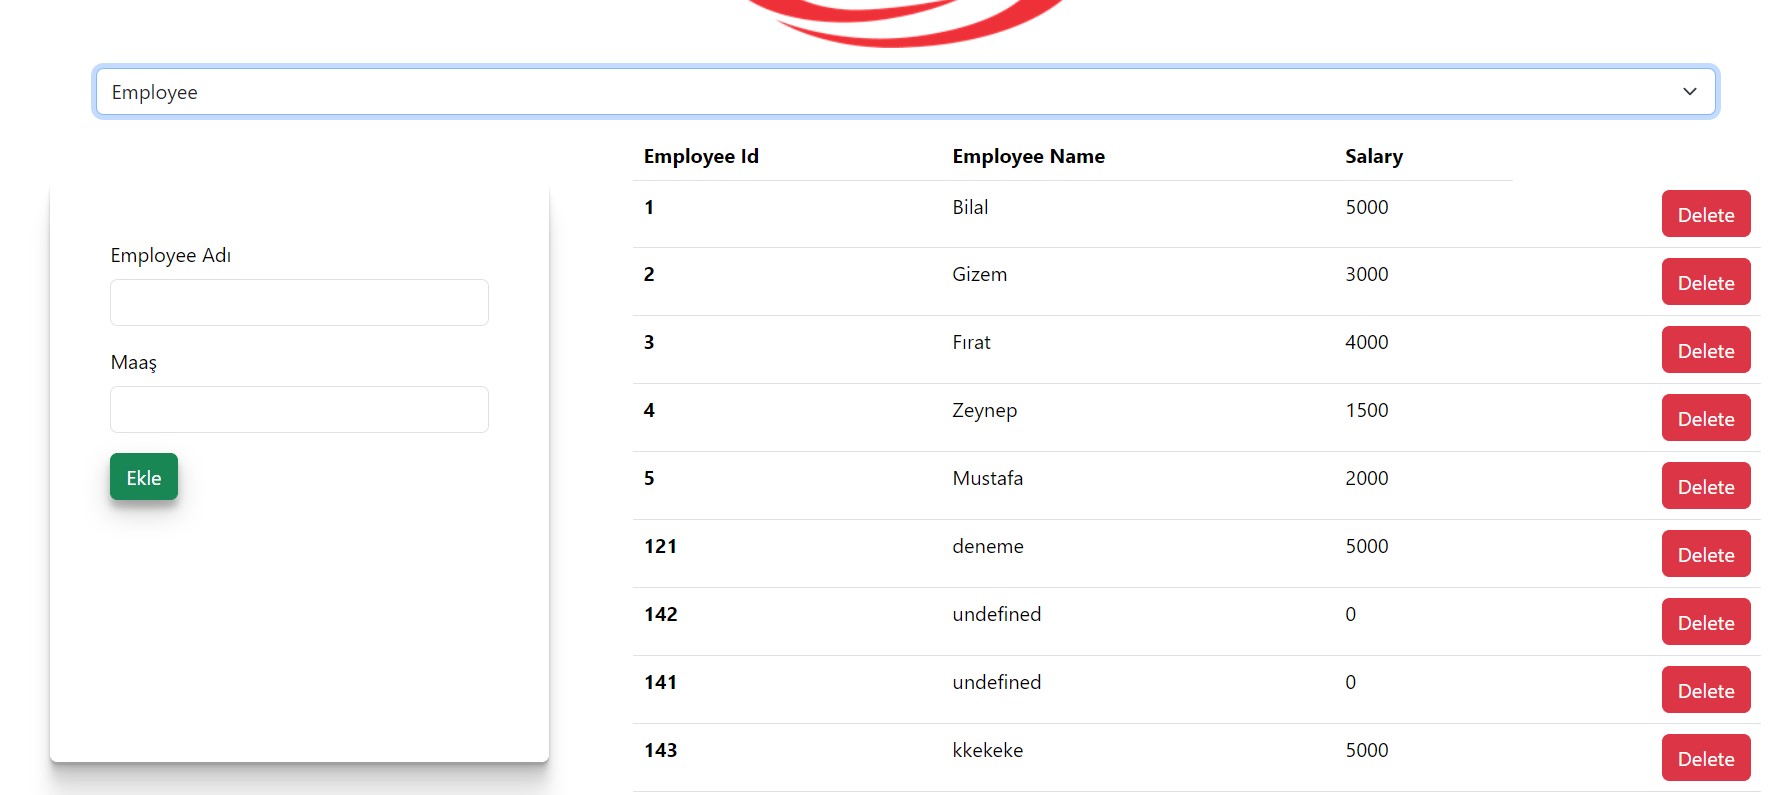 Employee
Employee Adı
Maaş
Ekle
Employee Id Employee Name Salary
1 Bilal 5000 Delete
2 Gizem 3000 Delete
3 Fırat 4000 Delete
4 Zeynep 1500 Delete
5 Mustafa 2000 Delete
121 deneme 5000 Delete
142 undefined 0 Delete
141 undefined 0 Delete
143 kkekeke 5000 Delete